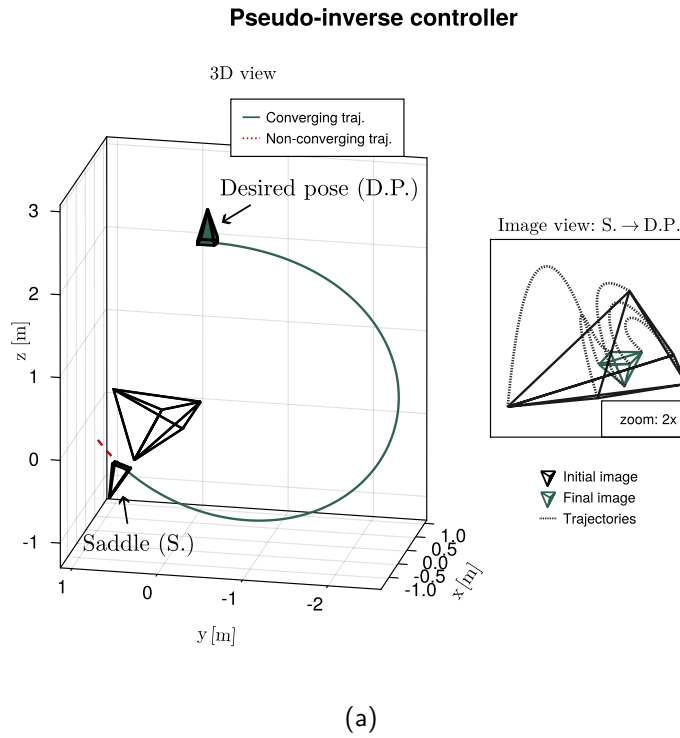 Pseudo-inverse controller
3D view
Converging traj.
Non-converging traj.
Desired pose (D.P.)
Image view: S. → D.P.
3
2
1
0
-1
z [m]
zoom: 2x
Initial image
Final image
Trajectories
Saddle (S.)
1
0
-1
-2
y [m]
1.0
0.5
0.0
-0.5
-1.0
x [m]
(a)